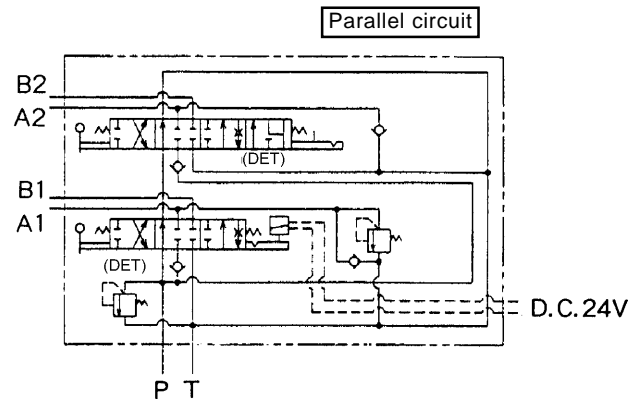 Parallel circuit
B2
A2
(DET)
B1
A1
(DET)
D.C.24V
P T